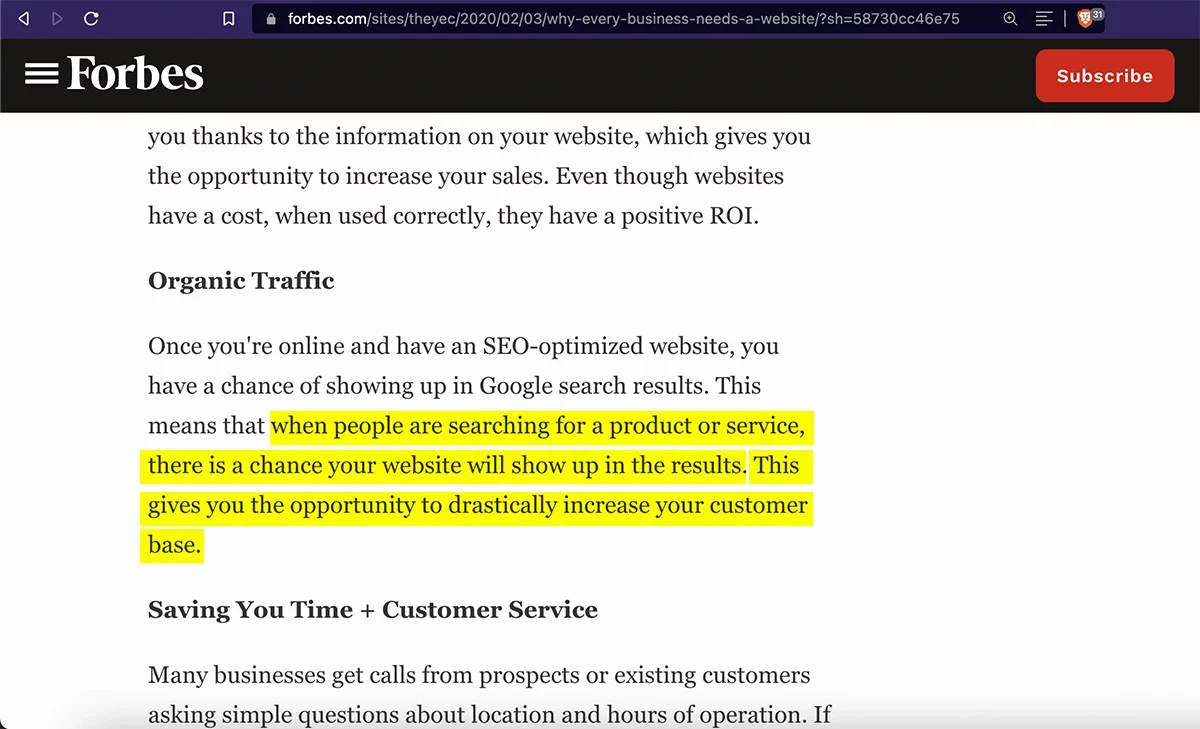 forbes.com/sites/theyec/2020/02/03/why-every-business-needs-a-website/?sh=58730cc46e75
31
Forbes
Subscribe
you thanks to the information on your website, which gives you
the opportunity to increase your sales. Even though websites
have a cost, when used correctly, they have a positive ROI.
Organic Traffic
Once you're online and have an SEO-optimized website, you
have a chance of showing up in Google search results. This
means that when people are searching for a product or service,
there is a chance your website will show up in the results. This
gives you the opportunity to drastically increase your customer
base.
Saving You Time + Customer Service
Many businesses get calls from prospects or existing customers
asking simple questions about location and hours of operation. If